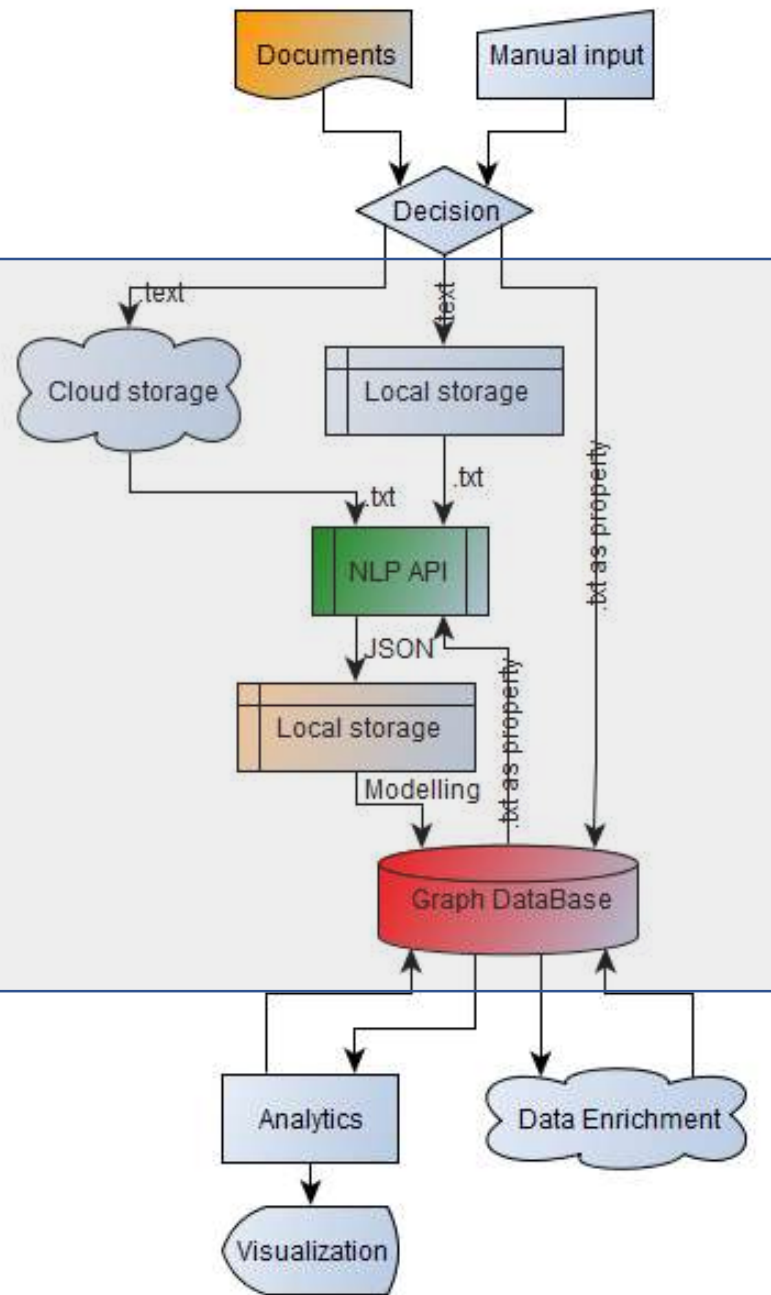 Documents
Manual input
Decision
.text
.text
Cloud storage
Local storage
.txt
.txt
.txt as property
NLP API
JSON
Local storage
.txt as property
Modelling
Graph DataBase
Analytics
Data Enrichment
Visualization